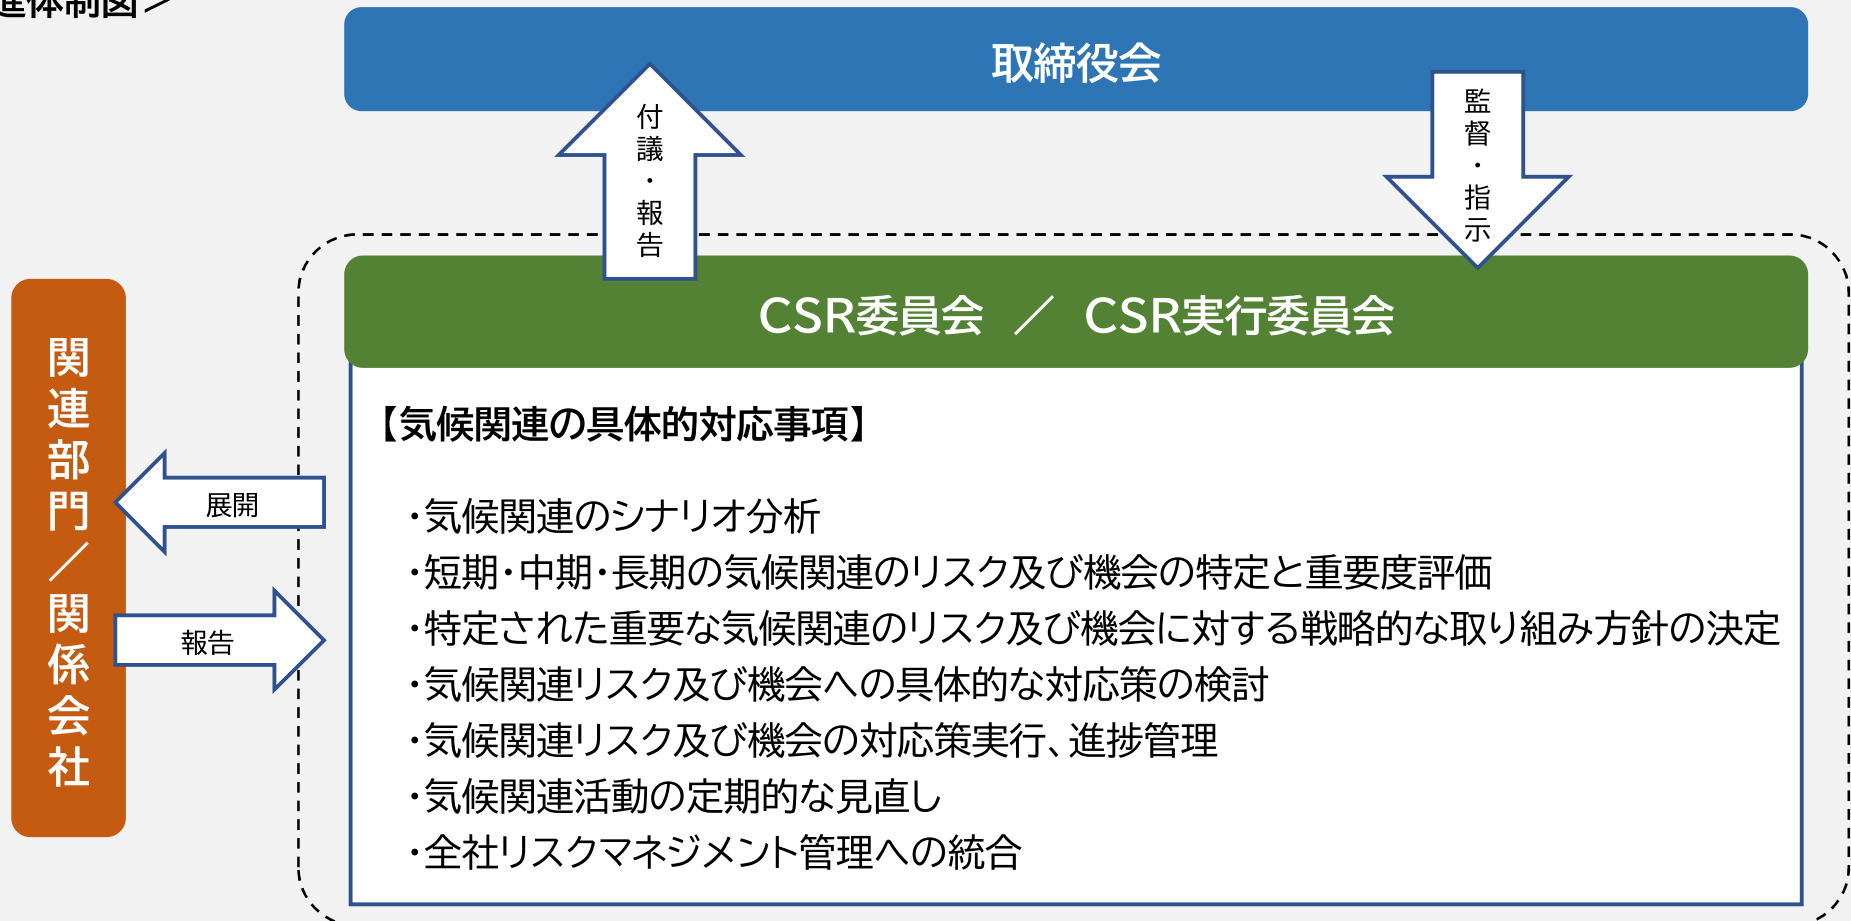 進体制図＞
取締役会
付議・報告
監督・指示
CSR委員会　／　CSR実行委員会
関連部門／関係会社
展開
報告
【気候関連の具体的対応事項】
・気候関連のシナリオ分析
・短期・中期・長期の気候関連のリスク及び機会の特定と重要度評価
・特定された重要な気候関連のリスク及び機会に対する戦略的な取り組み方針の決定
・気候関連リスク及び機会への具体的な対応策の検討
・気候関連リスク及び機会の対応策実行、進捗管理
・気候関連活動の定期的な見直し
・全社リスクマネジメント管理への統合